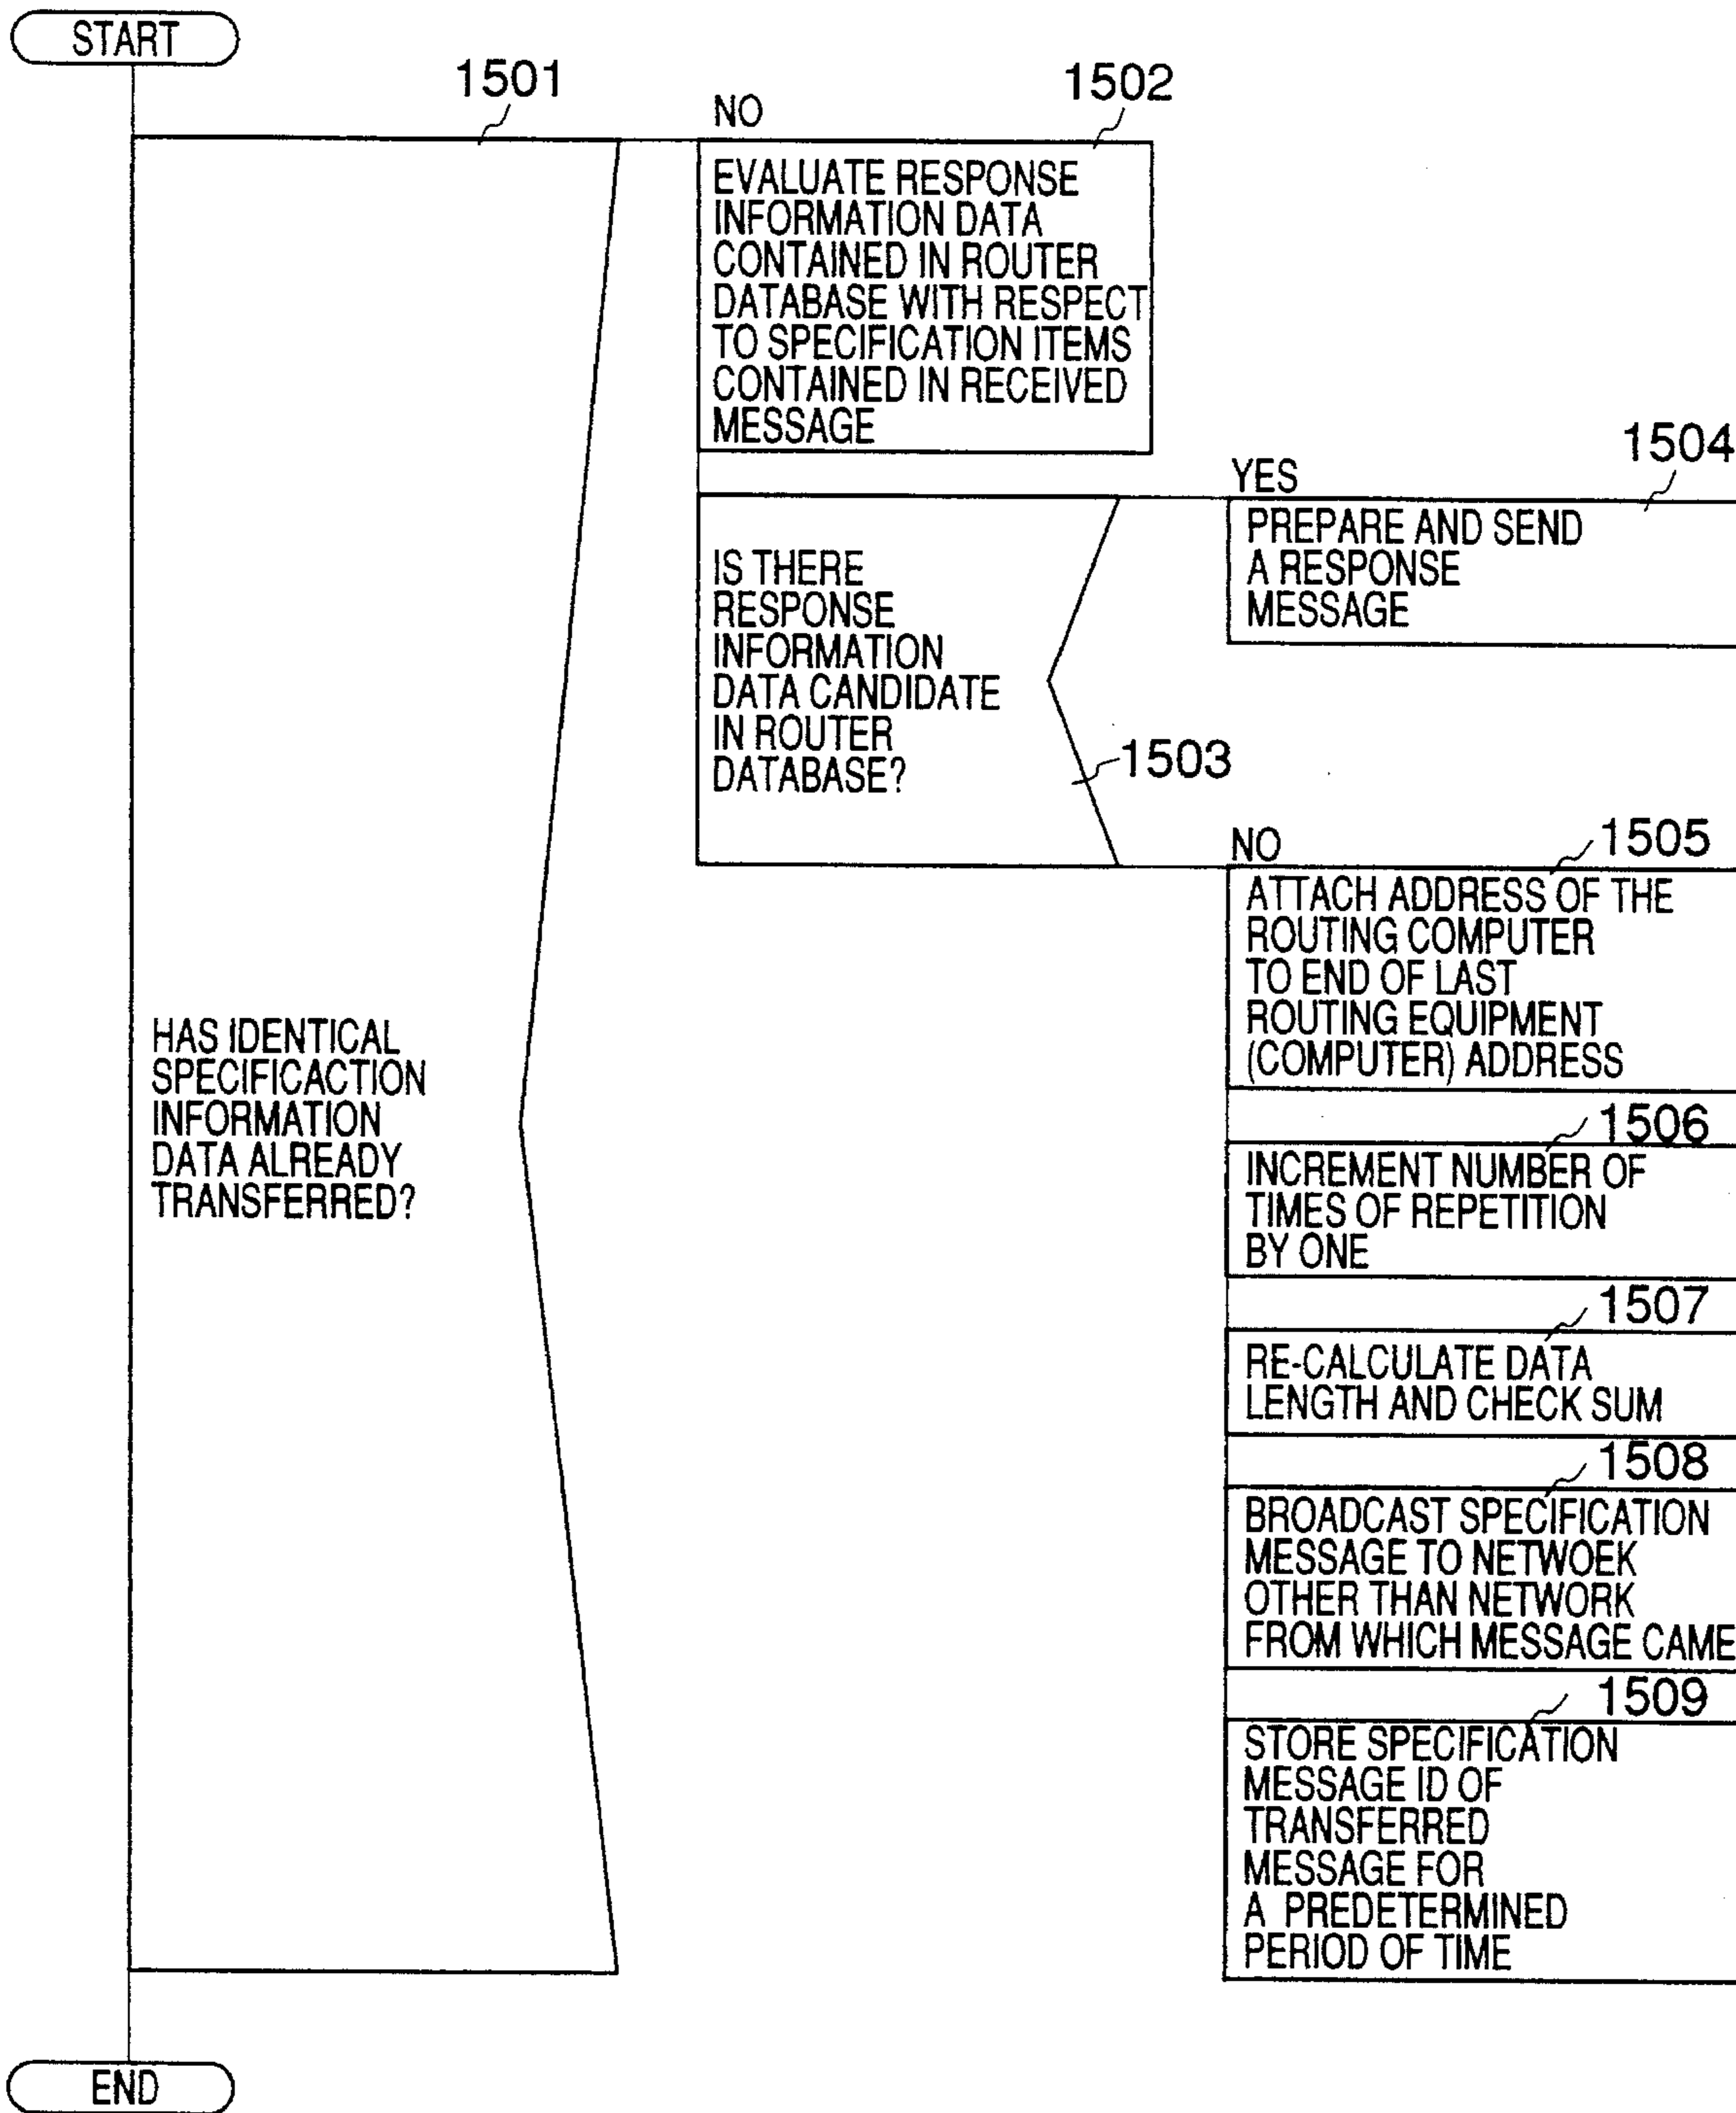 START
1501
NO
1502
EVALUATE RESPONSE
INFORMATION DATA
CONTAINED IN ROUTER
DATABASE WITH RESPECT
TO SPECIFICATION ITEMS
CONTAINED IN RECEIVED
MESSAGE
YES
1504
PREPARE AND SEND
A RESPONSE
MESSAGE
IS THERE
RESPONSE
INFORMATION
DATA CANDIDATE
IN ROUTER
DATABASE?
1503
NO
1505
ATTACH ADDRESS OF THE
ROUTING COMPUTER
TO END OF LAST
ROUTING EQUIPMENT
(COMPUTER) ADDRESS
HAS IDENTICAL
SPECIFICACTION
INFORMATION
DATA ALREADY
TRANSFERRED?
1506
INCREMENT NUMBER OF
TIMES OF REPETITION
BY ONE
1507
RE-CALCULATE DATA
LENGTH AND CHECK SUM
1508
BROADCAST SPECIFICATION
MESSAGE TO NETWOEK
OTHER THAN NETWORK
FROM WHICH MESSAGE CAME
1509
STORE SPECIFICATION
MESSAGE ID OF
TRANSFERRED
MESSAGE FOR
A PREDETERMINED
PERIOD OF TIME
END